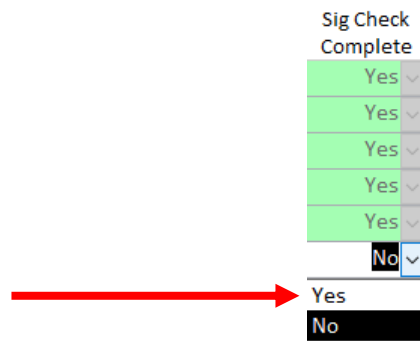 Sig Check
Complete
Yes
Yes
Yes
Yes
Yes
No
Yes
No